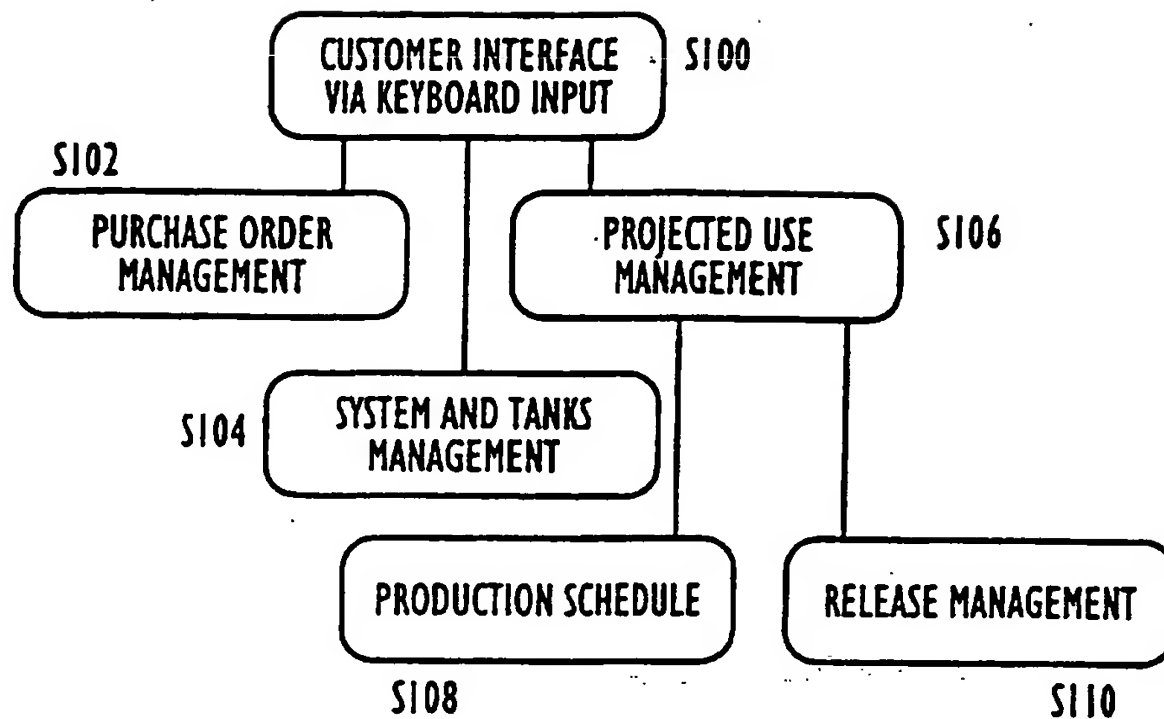 CUSTOMER INTERFACE
VIA KEYBOARD INPUT
S100
S102
PURCHASE ORDER
MANAGEMENT
PROJECTED USE
MANAGEMENT
S106
SYSTEM AND TANKS
MANAGEMENT
S104
PRODUCTION SCHEDULE
RELEASE MANAGEMENT
S108
S110